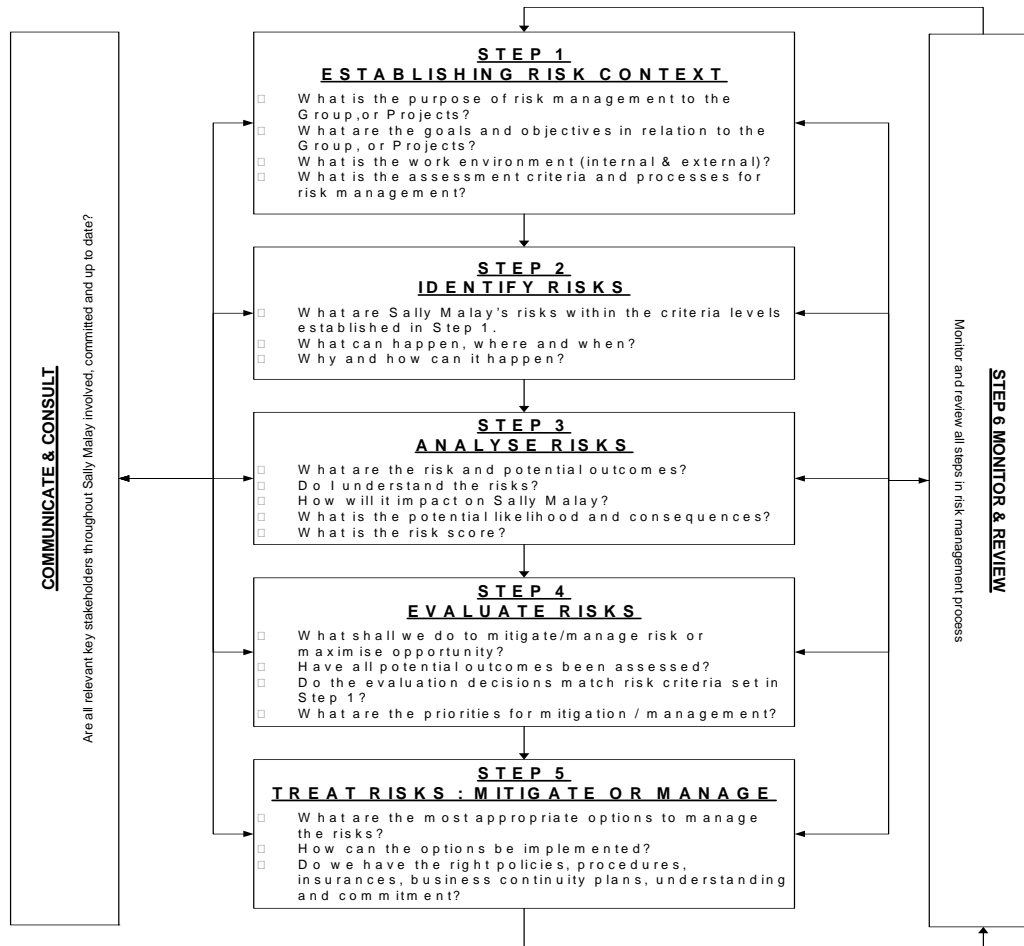 STEP 1
ESTABLISHING RISK CONTEXT
What is the purpose of risk management to the
Group,or Projects?
What are the goals and objectives in relation to the
Group, or Projects?
What is the work environment (internal & external)?
What is the assessment criteria and processes for
risk management?
STEP 2
IDENTIFY RISKS
What are Sally Malay's risks within the criteria levels
established in Step 1.
What can happen, where and when?
Why and how can it happen?
STEP 3
ANALYSE RISKS
What are the risk and potential outcomes?
Do I understand the risks?
How will it impact on Sally Malay?
What is the potential likelihood and consequences?
What is the risk score?
STEP 4
EVALUATE RISKS
What shall we do to mitigate/manage risk or
maximise opportunity?
Have all potential outcomes been assessed?
Do the evaluation decisions match risk criteria set in
Step 1?
What are the priorities for mitigation / management?
STEP 5
TREAT RISKS : MITIGATE OR MANAGE
What are the most appropriate options to manage
the risks?
How can the options be implemented?
Do we have the right policies, procedures,
insurances, business continuity plans, understanding
and commitment?
COMMUNICATE & CONSULT
Are all relevant key stakeholders throughout Sally Malay involved, committed and up to date?
STEP 6 MONITOR & REVIEW
Monitor and review all steps in risk management process